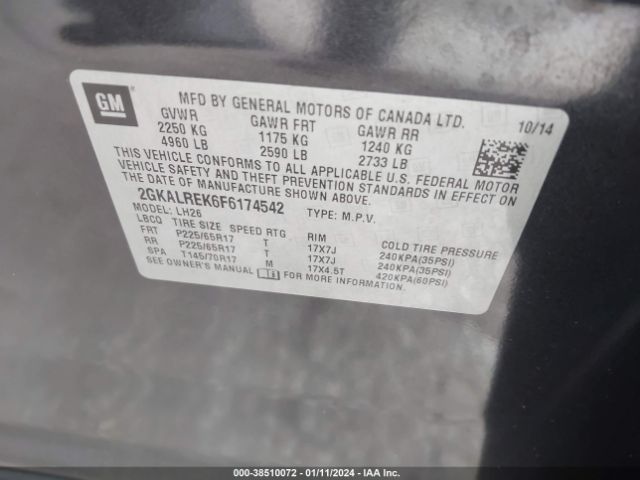 GM
MFD BY GENERAL MOTORS OF CANADA LTD. 10/14
GVWR GAWR FRT GAWR RR
2250 KG 1175 KG 1240 KG
4960 LB 2590 LB 2733 LB
THIS VEHICLE CONFORMS TO ALL APPLICABLE U.S. FEDERAL MOTOR
VEHICLE SAFETY AND THEFT PREVENTION STANDARDS IN EFFECT ON
THE DATE OF MANUFACTURE SHOWN ABOVE.
2GKALREK6F6174542 TYPE: M.P.V.
MODEL: LH26
LBCQ TIRE SIZE SPEED RTG RIM COLD TIRE PRESSURE
FRT P225/65R17 T 17X7J 240KPA(35PSI)
RR P225/65R17 T 17X7J 240KPA(35PSI)
SPA T145/70R17 M 17X4.5T 420KPA(60PSI)
SEE OWNER'S MANUAL FOR MORE INFORMATION.
000-38510072 - 01/11/2024 - IAA Inc.